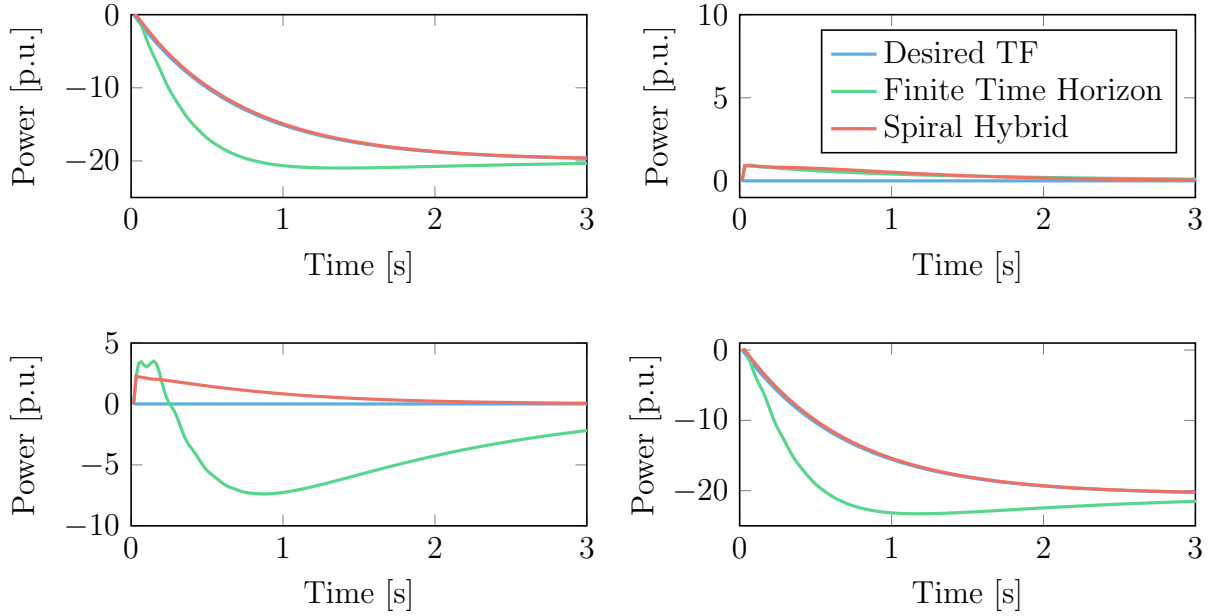 0
−10
−20
Power [p.u.]
0 1 2 3
Time [s]
10
5
0
Power [p.u.]
Desired TF
Finite Time Horizon
Spiral Hybrid
0 1 2 3
Time [s]
5
0
−5
−10
Power [p.u.]
0 1 2 3
Time [s]
0
−10
−20
Power [p.u.]
0 1 2 3
Time [s]